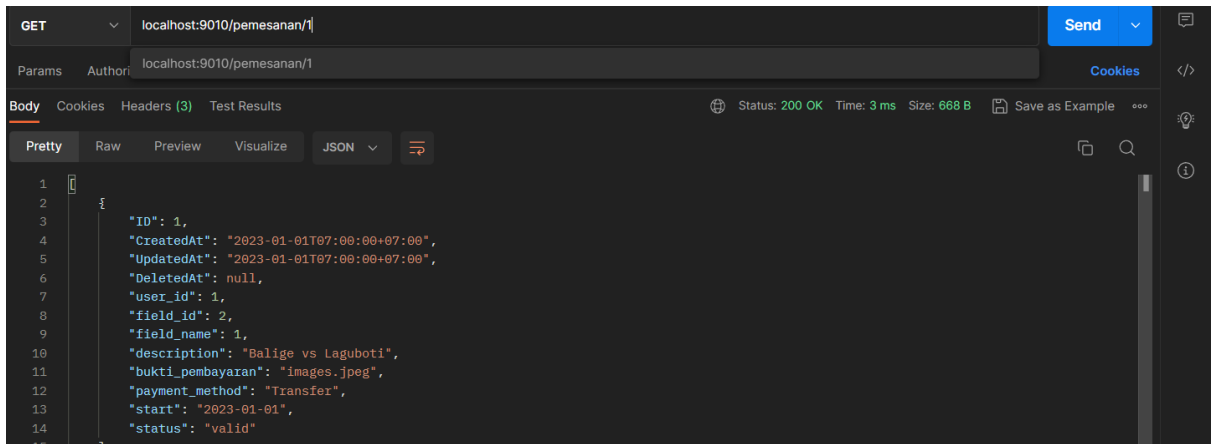 GET localhost:9010/pemesanan/1 Send
localhost:9010/pemesanan/1
Params Authori Cookies
Body Cookies Headers (3) Test Results Status: 200 OK Time: 3 ms Size: 668 B Save as Example
Pretty Raw Preview Visualize JSON
1 [
2 {
3 "ID": 1,
4 "CreatedAt": "2023-01-01T07:00:00+07:00",
5 "UpdatedAt": "2023-01-01T07:00:00+07:00",
6 "DeletedAt": null,
7 "user_id": 1,
8 "field_id": 2,
9 "field_name": 1,
10 "description": "Balige vs Laguboti",
11 "bukti_pembayaran": "images.jpeg",
12 "payment_method": "Transfer",
13 "start": "2023-01-01",
14 "status": "valid"